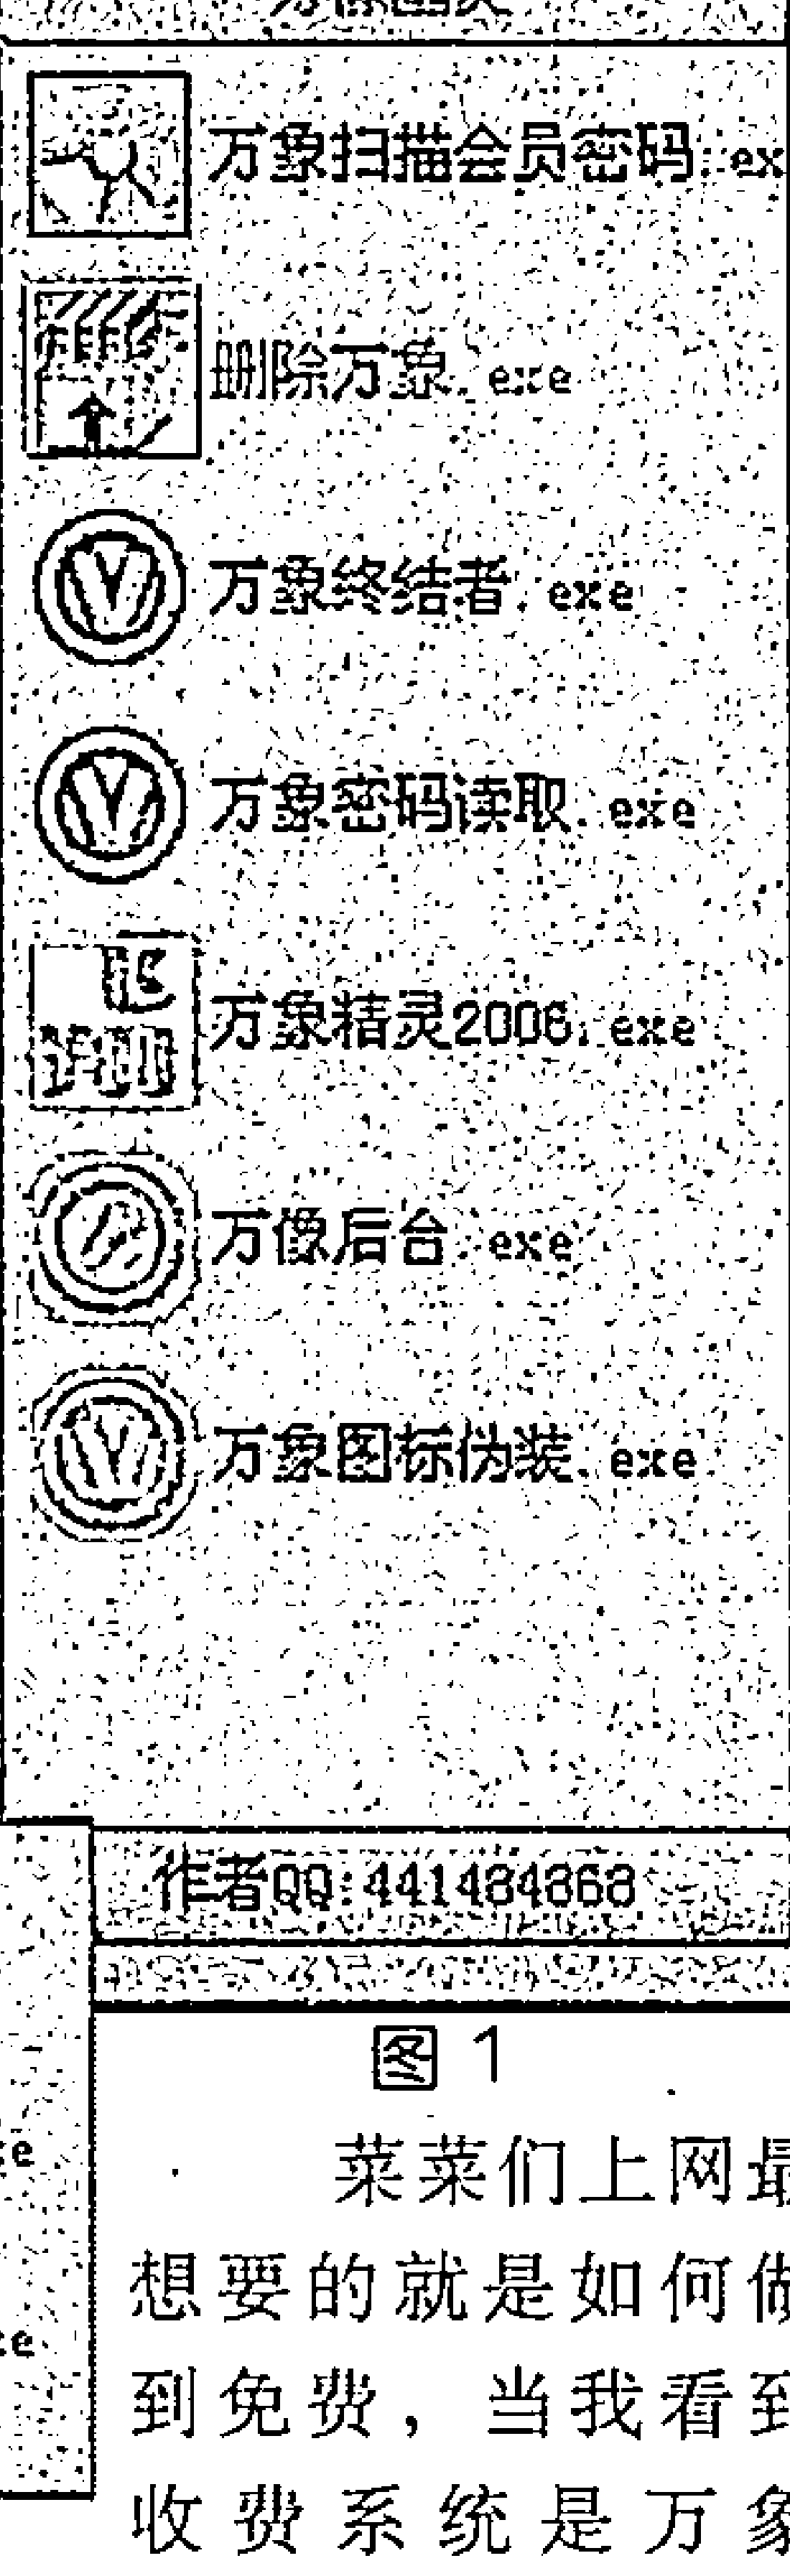 万象扫描会员密码.ex
删除万象.exe
万象终结者.exe
万象密码读取.exe
万象精灵2006.exe
万像后台.exe
万象图标伪装.exe
作者QQ:441484868
图 1
菜菜们上网最
想要的就是如何做
到免费，当我看到
收费系统是万象